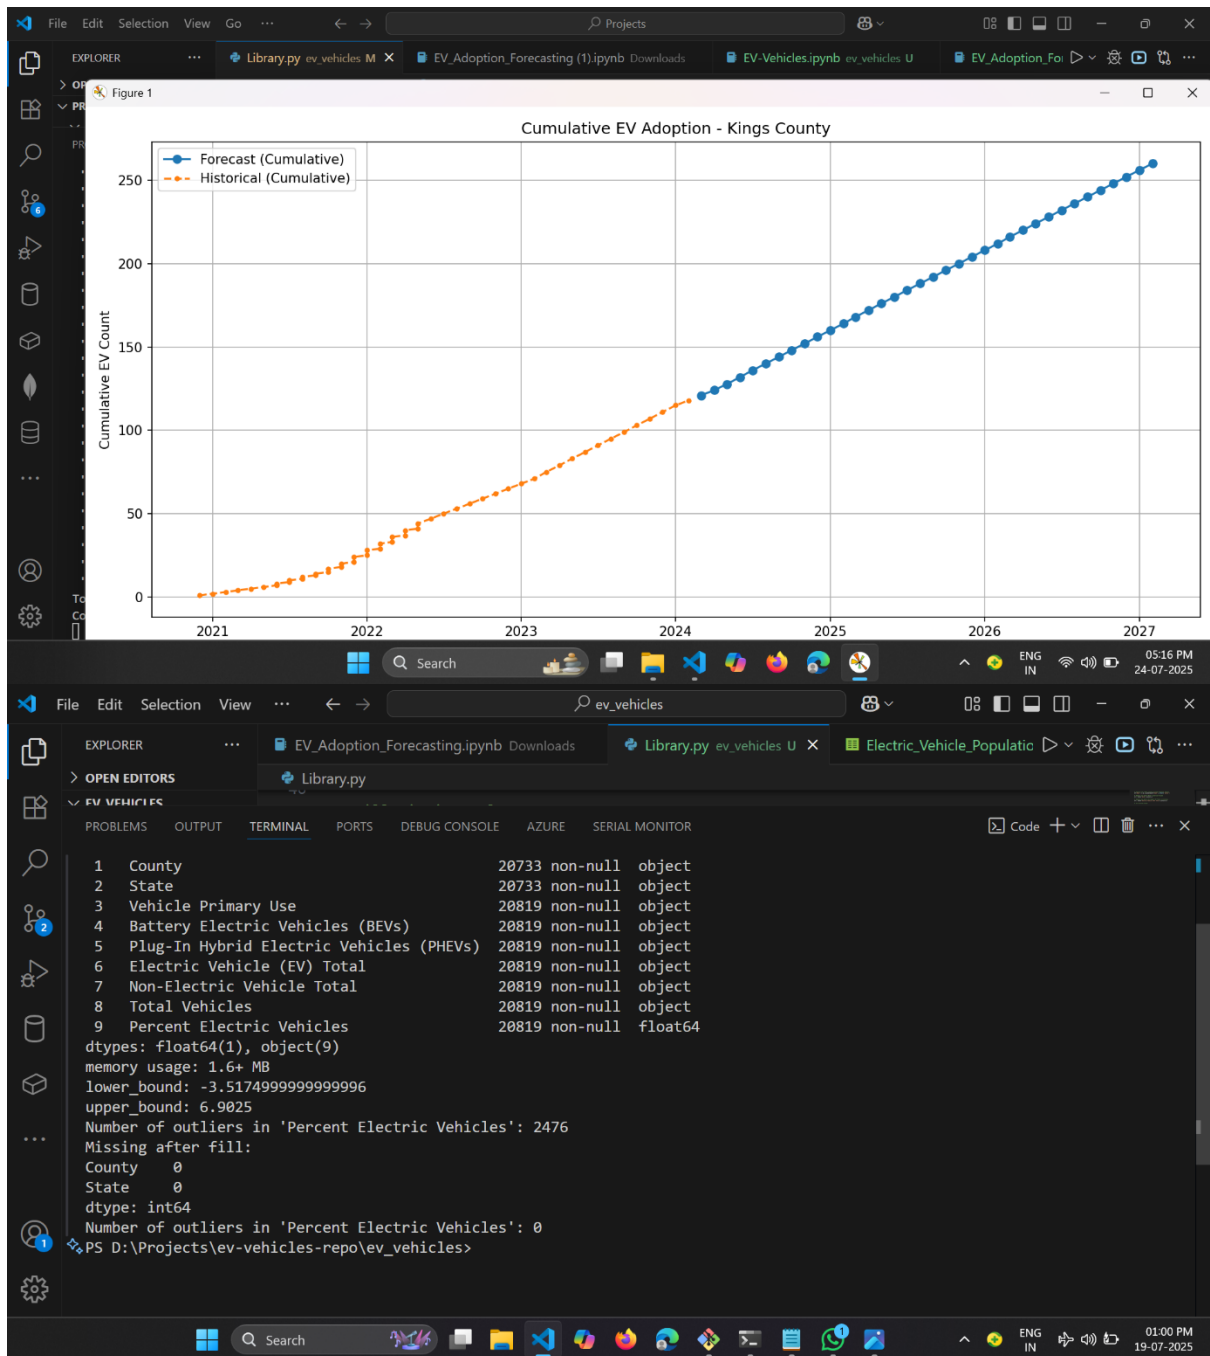 File Edit Selection View Go ··· Projects
EXPLORER ··· Library.py ev_vehicles M EV_Adoption_Forecasting (1).ipynb Downloads EV-Vehicles.ipynb ev_vehicles U EV_Adoption_Fo
OP
Figure 1
PR
PR
Cumulative EV Adoption - Kings County
Forecast (Cumulative)
Historical (Cumulative)
250
200
150
100
50
0
Cumulative EV Count
6
2021 2022 2023 2024 2025 2026 2027
To
Co
Search ENG IN 05:16 PM 24-07-2025
File Edit Selection View ··· ev_vehicles
EXPLORER ··· EV_Adoption_Forecasting.ipynb Downloads Library.py ev_vehicles U Electric_Vehicle_Populatio
OPEN EDITORS Library.py
EV_VEHICLES
PROBLEMS OUTPUT TERMINAL PORTS DEBUG CONSOLE AZURE SERIAL MONITOR Code
1 County 20733 non-null object
2 State 20733 non-null object
3 Vehicle Primary Use 20819 non-null object
4 Battery Electric Vehicles (BEVs) 20819 non-null object
5 Plug-In Hybrid Electric Vehicles (PHEVs) 20819 non-null object
6 Electric Vehicle (EV) Total 20819 non-null object
7 Non-Electric Vehicle Total 20819 non-null object
8 Total Vehicles 20819 non-null object
9 Percent Electric Vehicles 20819 non-null float64
dtypes: float64(1), object(9)
memory usage: 1.6+ MB
lower_bound: -3.5174999999999996
upper_bound: 6.9025
Number of outliers in 'Percent Electric Vehicles': 2476
Missing after fill:
County 0
State 0
dtype: int64
Number of outliers in 'Percent Electric Vehicles': 0
PS D:\Projects\ev-vehicles-repo\ev_vehicles>
2
1
Search 1 ENG IN 01:00 PM 19-07-2025